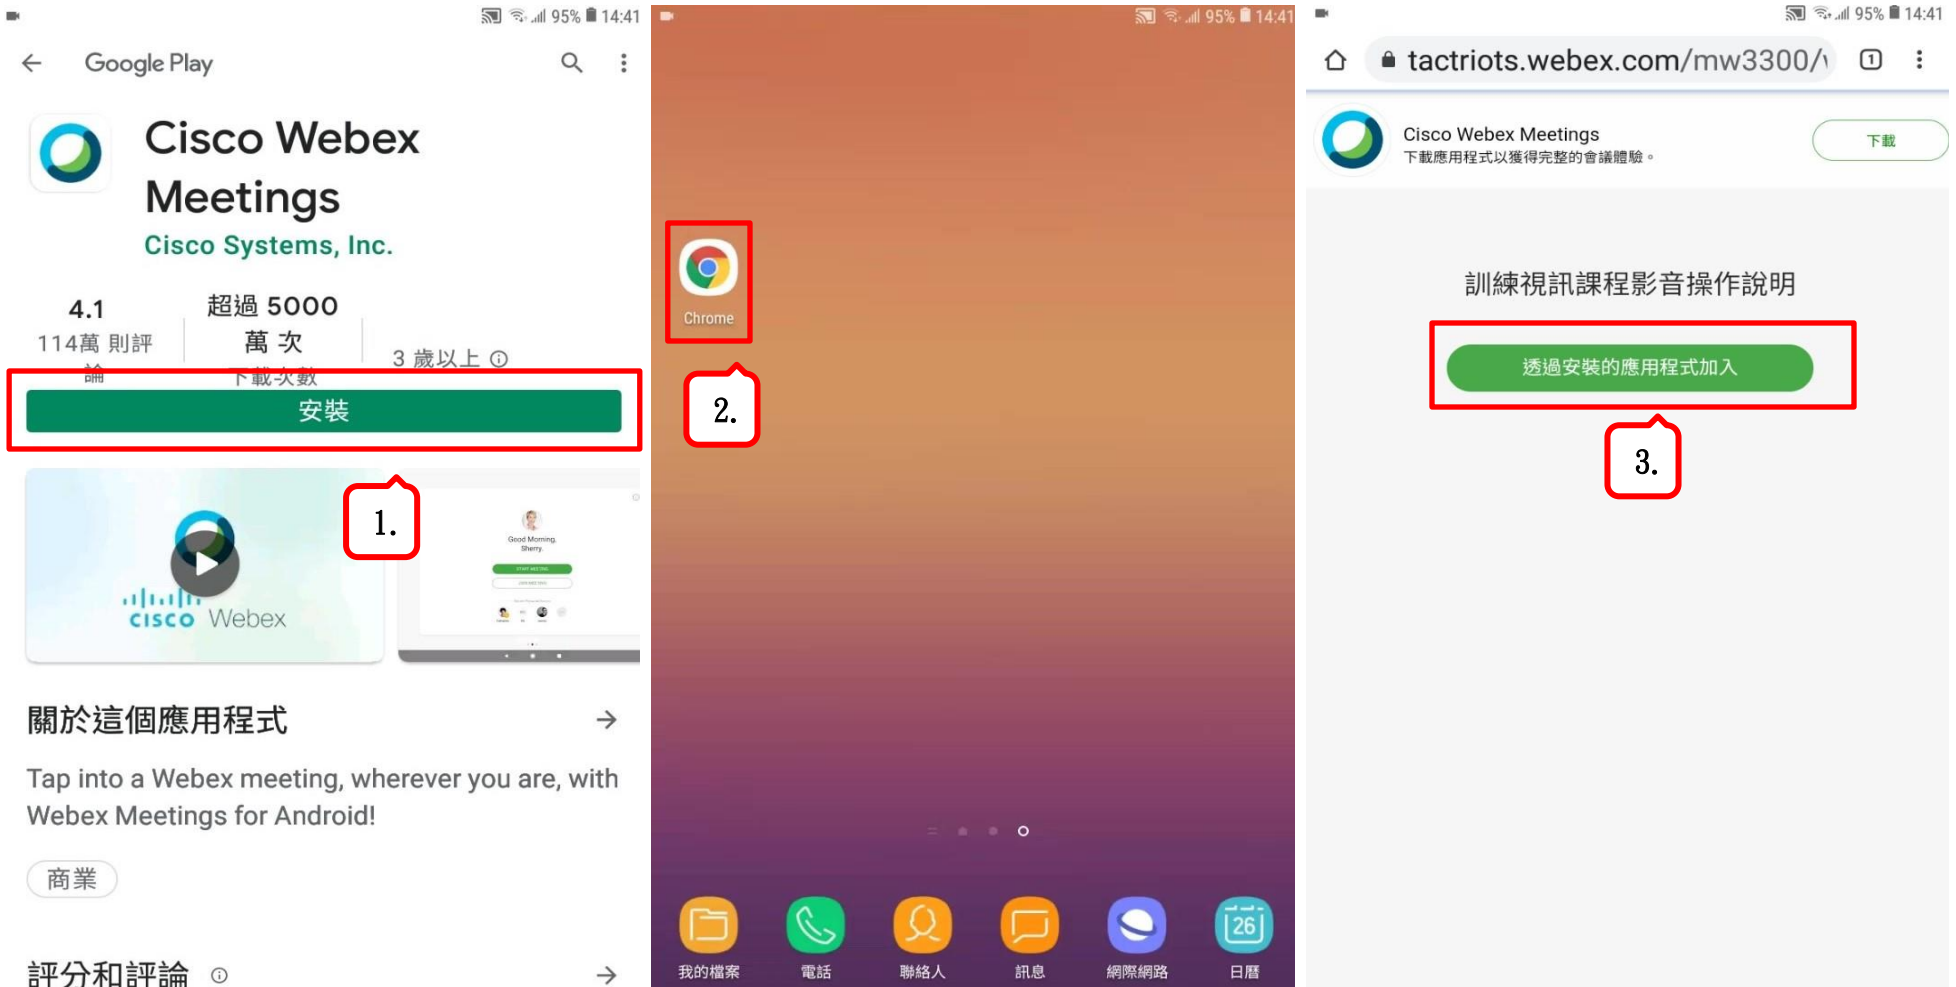 95% 14:41
Google Play
Cisco Webex
Meetings
Cisco Systems, Inc.
4.1
114萬 則評
論
超過 5000
萬 次
下載次數
3 歲以上
安裝
1.
CISCO Webex
Good Morning,
Sherry.
START MEETING
關於這個應用程式
Tap into a Webex meeting, wherever you are, with
Webex Meetings for Android!
商業
評分和評論
95% 14:41
Chrome
2.
我的檔案
電話
聯絡人
訊息
網際網路
26
日曆
95% 14:41
tactriots.webex.com/mw3300/
1
Cisco Webex Meetings
下載應用程式以獲得完整的會議體驗。
下載
訓練視訊課程影音操作說明
透過安裝的應用程式加入
3.